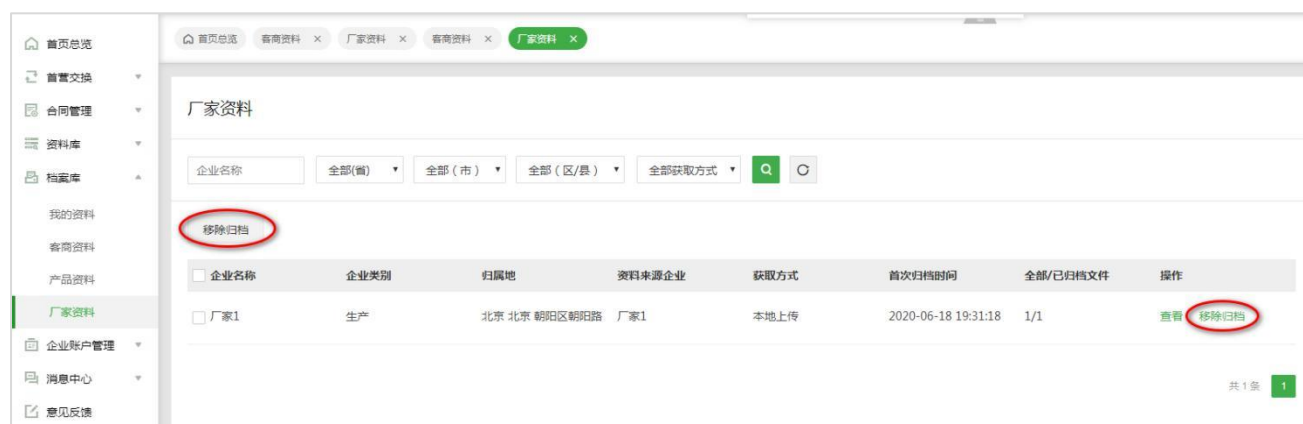 首页总览
首营交换
合同管理
资料库
档案库
我的资料
客商资料
产品资料
厂家资料
企业账户管理
消息中心
意见反馈
首页总览 客商资料 × 厂家资料 × 客商资料 × 厂家资料 ×
厂家资料
企业名称 全部(省) 全部（市） 全部（区/县） 全部获取方式
移除归档
企业名称 企业类别 归属地 资料来源企业 获取方式 首次归档时间 全部/已归档文件 操作
厂家1 生产 北京 北京 朝阳区朝阳路 厂家1 本地上传 2020-06-18 19:31:18 1/1 查看 移除归档
共1条 1